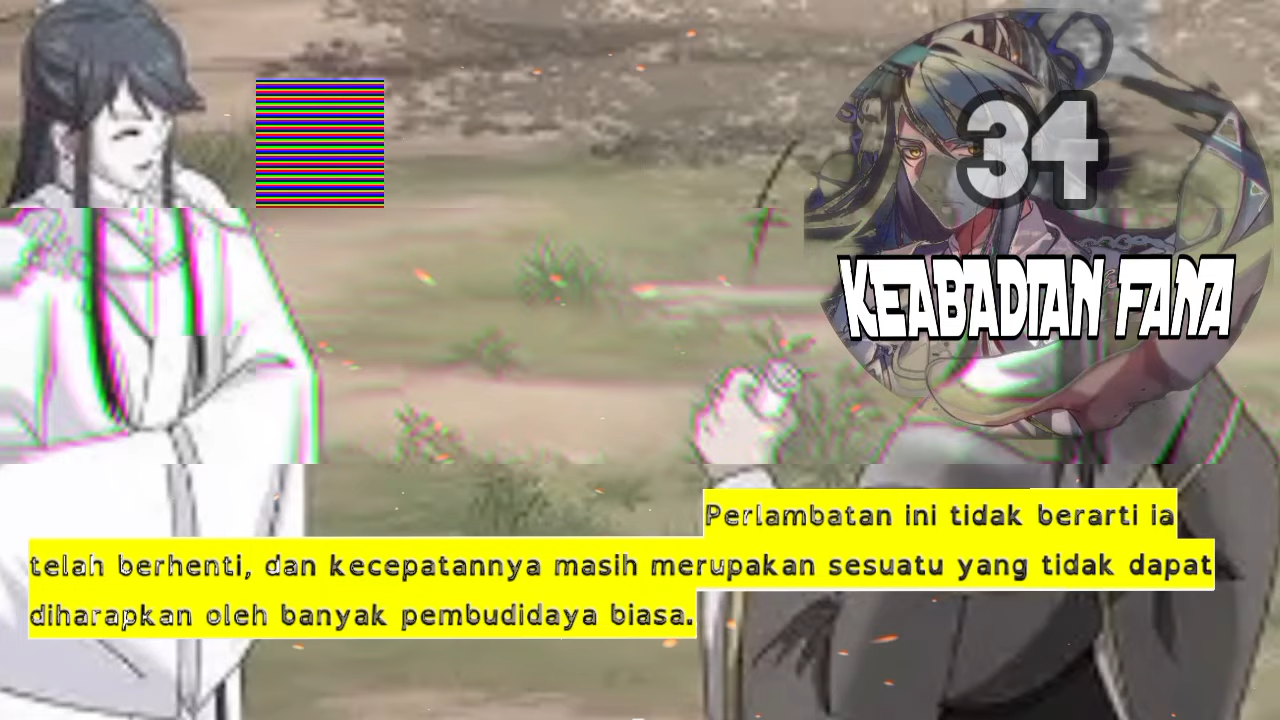 34
KEABADIAN FANA
Perlambatan ini tidak berarti ia
telah berhenti, dan kecepatannya masih merupakan sesuatu yang tidak dapat
diharapkan oleh banyak pembudidaya biasa.